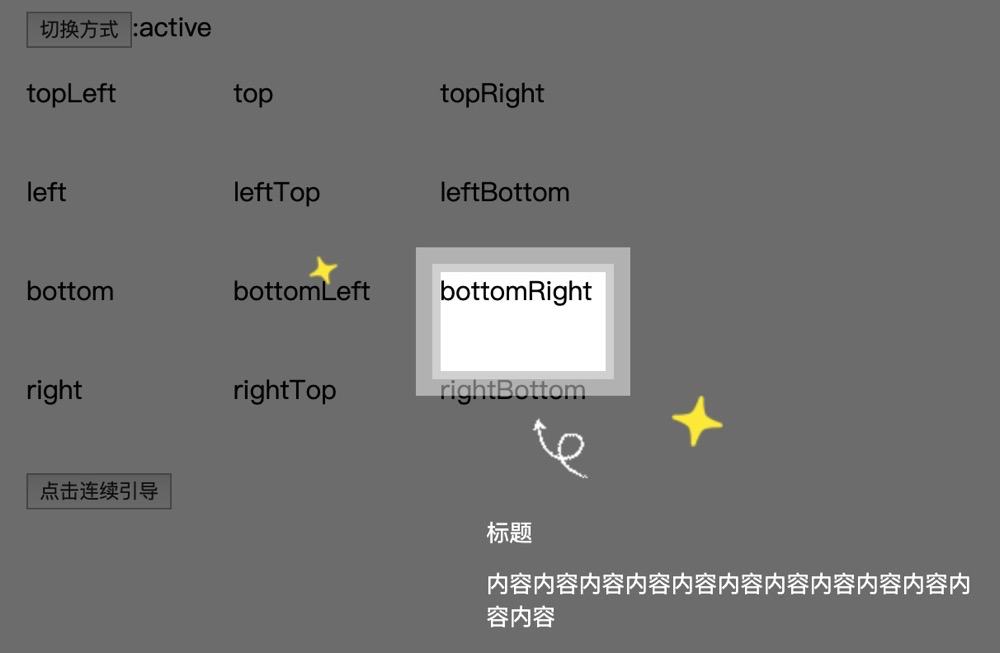 切换方式:active
topLeft top topRight
left leftTop leftBottom
bottom bottomLeft bottomRight
right rightTop rightBottom
点击连续引导
标题
内容内容内容内容内容内容内容内容内容内容内
容内容